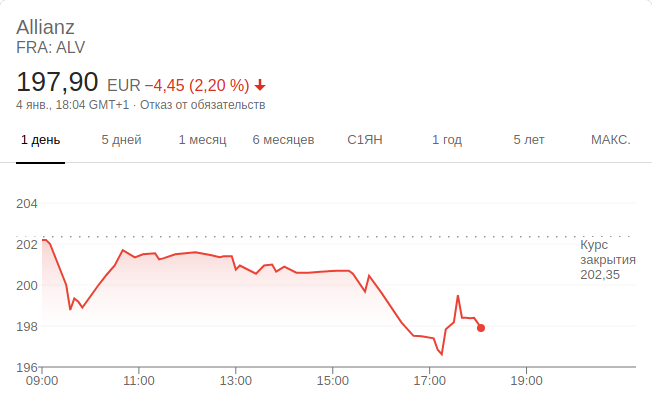 Allianz
FRA: ALV
197,90 EUR −4,45 (2,20 %)
4 янв., 18:04 GMT+1 · Отказ от обязательств
1 день 5 дней 1 месяц 6 месяцев С1ЯН 1 год 5 лет МАКС.
204
202
200
198
196
Курс
закрытия
202,35
09:00 11:00 13:00 15:00 17:00 19:00